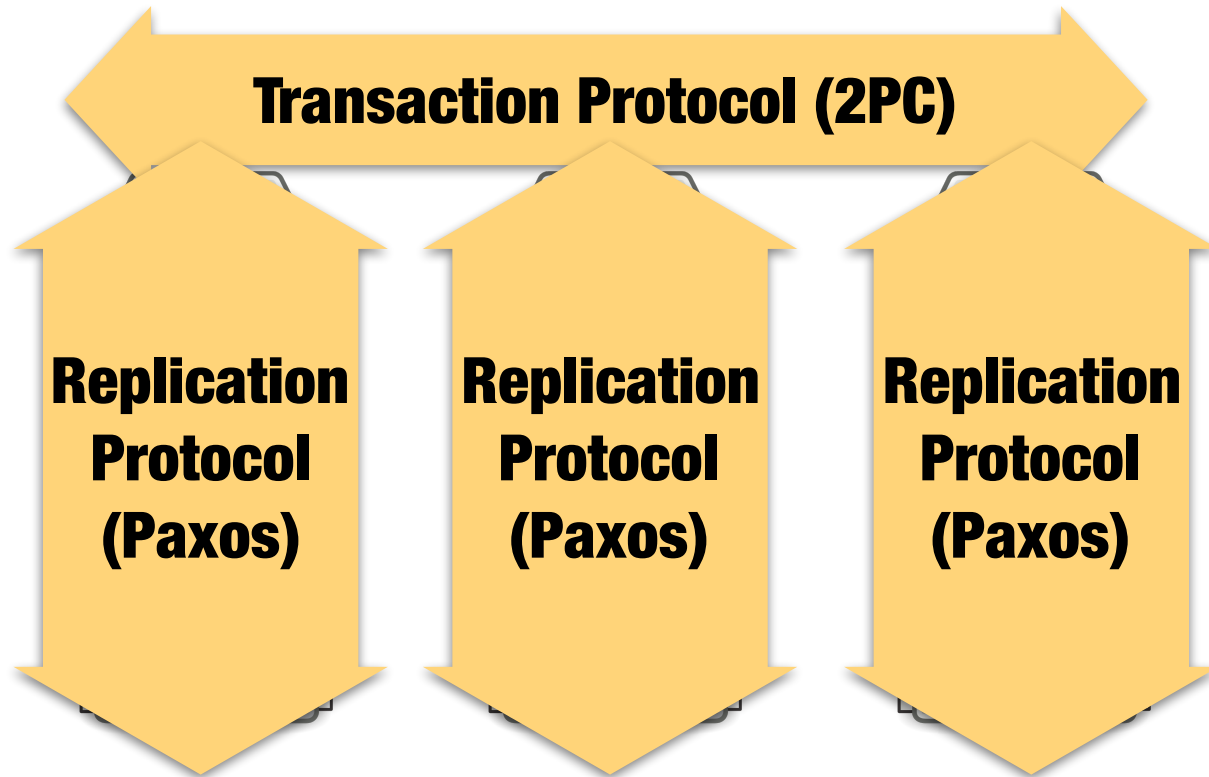 Transaction Protocol (2PC)
Replication
Protocol
(Paxos)
Replication
Protocol
(Paxos)
Replication
Protocol
(Paxos)